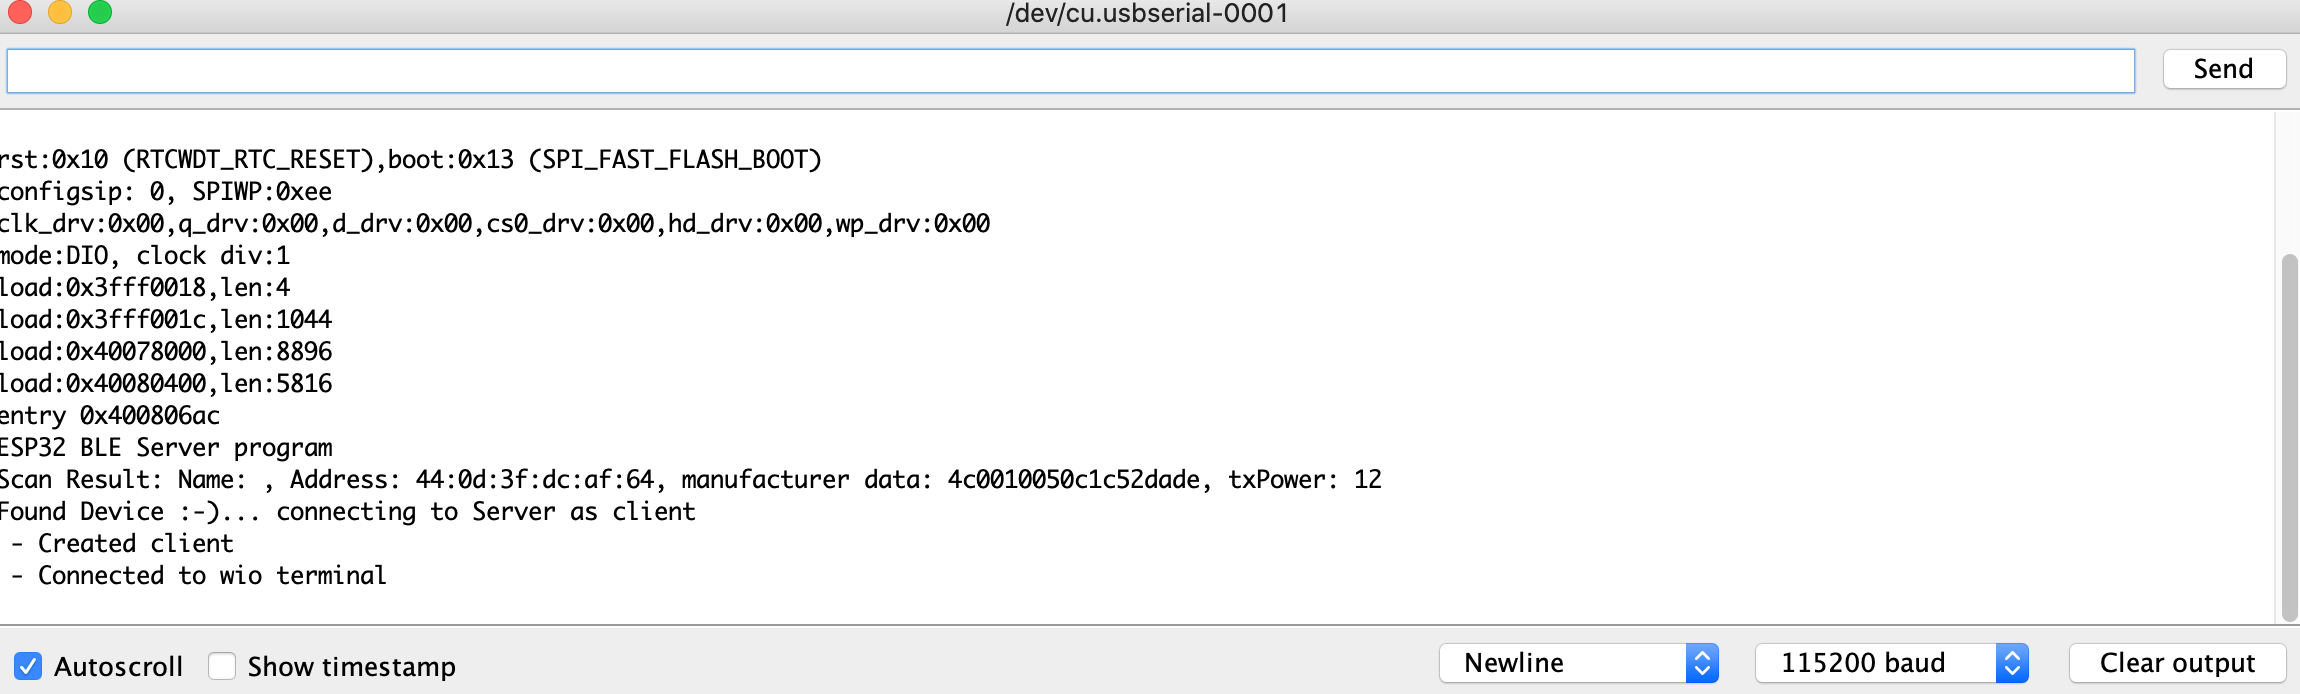 /dev/cu.usbserial-0001
Send
rst:0x10 (RTCWDT_RTC_RESET),boot:0x13 (SPI_FAST_FLASH_BOOT)
configsip: 0, SPIWP:0xee
clk_drv:0x00,q_drv:0x00,d_drv:0x00,cs0_drv:0x00,hd_drv:0x00,wp_drv:0x00
mode:DIO, clock div:1
load:0x3fff0018,len:4
load:0x3fff001c,len:1044
load:0x40078000,len:8896
load:0x40080400,len:5816
entry 0x400806ac
ESP32 BLE Server program
Scan Result: Name: , Address: 44:0d:3f:dc:af:64, manufacturer data: 4c0010050c1c52dade, txPower: 12
Found Device :-)... connecting to Server as client
- Created client
- Connected to wio terminal
Autoscroll Show timestamp Newline 115200 baud Clear output